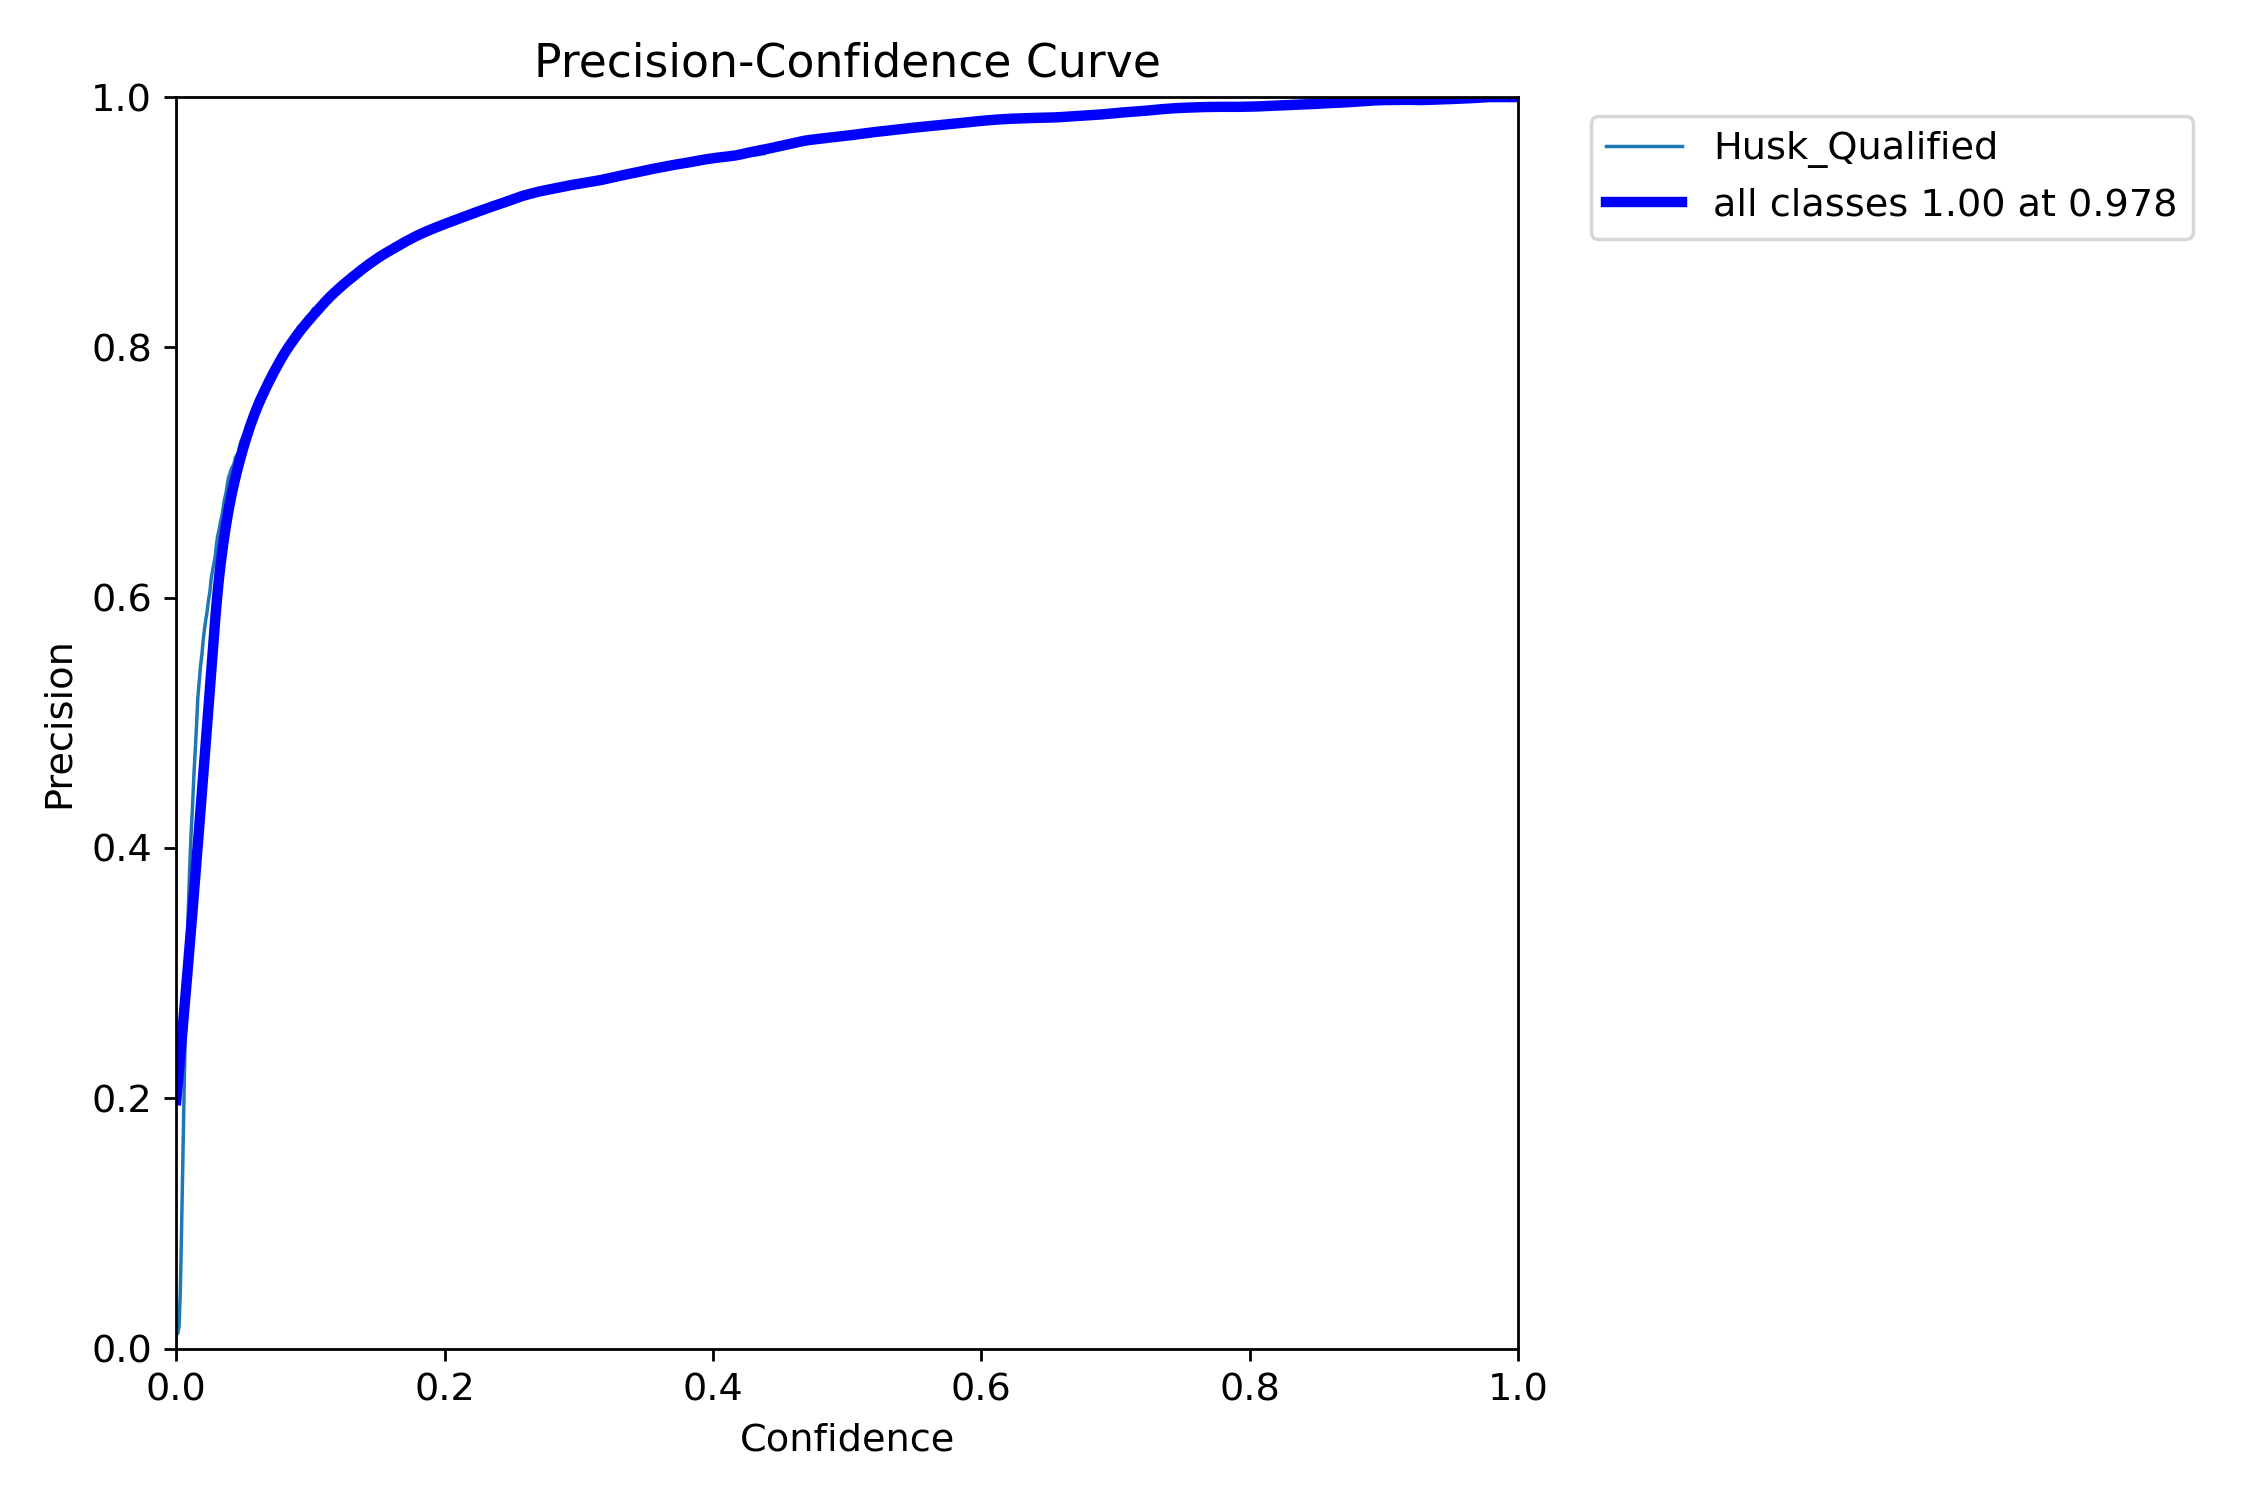 Precision-Confidence Curve
1.0
0.8
0.6
0.4
0.2
0.0
Precision
0.0 0.2 0.4 0.6 0.8 1.0
Confidence
Husk_Qualified
all classes 1.00 at 0.978